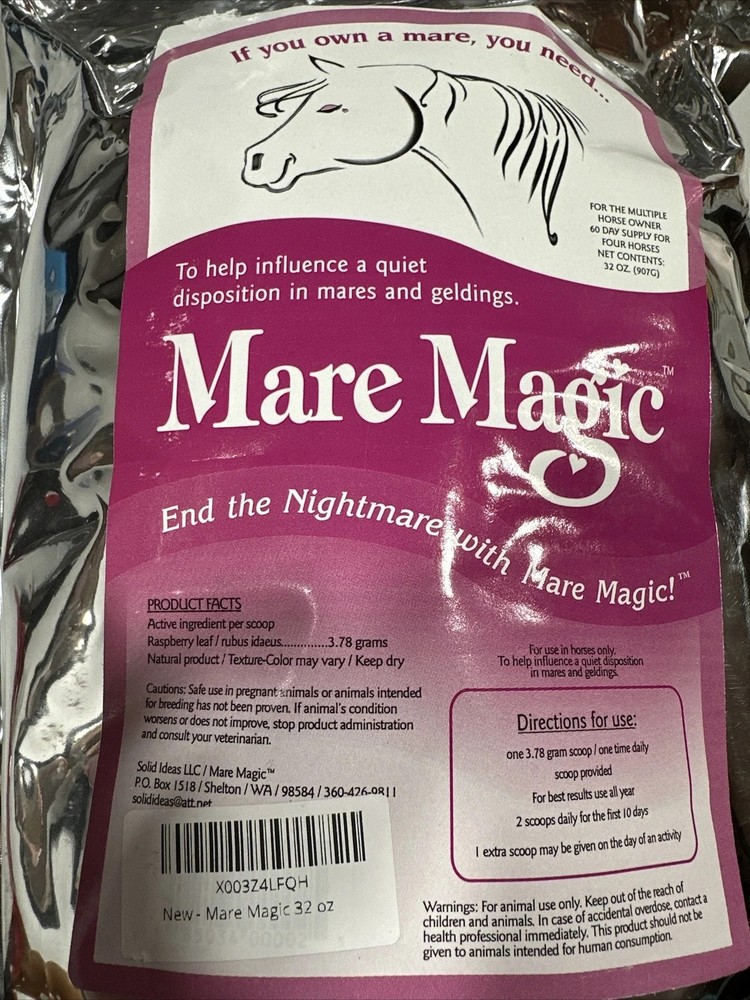 If you own a mare, you need...
FOR THE MULTIPLE
HORSE OWNER
60 DAY SUPPLY FOR
FOUR HORSES
NET CONTENTS:
32 OZ. (907G)
To help influence a quiet
disposition in mares and geldings.
Mare Magic™
End the Nightmare with Mare Magic!™
PRODUCT FACTS
Active ingredient per scoop
Raspberry leaf / rubus idaeus..............3.78 grams
Natural product / Texture-Color may vary / Keep dry
Cautions: Safe use in pregnant animals or animals intended
for breeding has not been proven. If animal's condition
worsens or does not improve, stop product administration
and consult your veterinarian.
Solid Ideas LLC / Mare Magic™
P.O. Box 1518 / Shelton / WA / 98584 / 360-426-9811
solidideas@att.net
X003Z4LFQH
New - Mare Magic 32 oz
For use in horses only.
To help influence a quiet disposition
in mares and geldings.
Directions for use:
one 3.78 gram scoop / one time daily
scoop provided
For best results use all year
2 scoops daily for the first 10 days
1 extra scoop may be given on the day of an activity
Warnings: For animal use only. Keep out of the reach of
children and animals. In case of accidental overdose, contact a
health professional immediately. This product should not be
given to animals intended for human consumption.